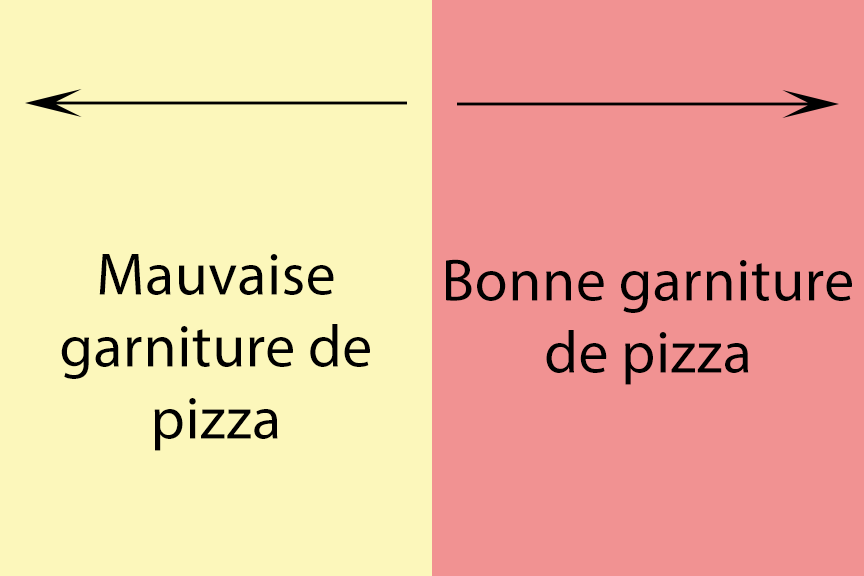 Mauvaise
garniture de
pizza
Bonne garniture
de pizza